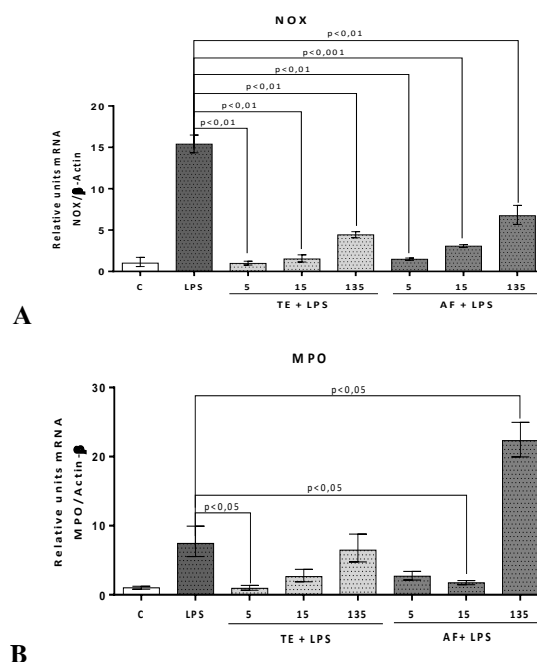 NOX
p<0,01
p<0,001
p<0,01
p<0,01
p<0,01
p<0,01
Relative units mRNA
NOX/β-Actin
20
15
10
5
0
C LPS 5 15 135 5 15 135
TE + LPS AF + LPS
A
MPO
p<0,05
p<0,05
p<0,05
Relative units mRNA
MPO/Actin-β
30
20
10
0
C LPS 5 15 135 5 15 135
TE + LPS AF+ LPS
B